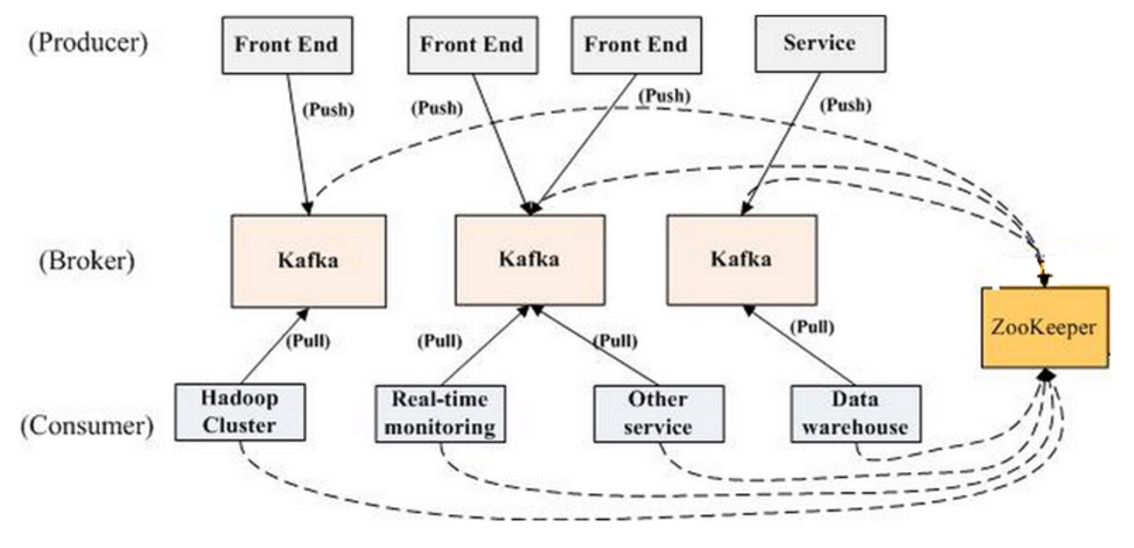 (Producer)
Front End
Front End
Front End
Service
(Push)
(Push)
(Push)
(Push)
(Broker)
Kafka
Kafka
Kafka
ZooKeeper
(Pull)
(Pull)
(Pull)
(Pull)
(Consumer)
Hadoop
Cluster
Real-time
monitoring
Other
service
Data
warehouse